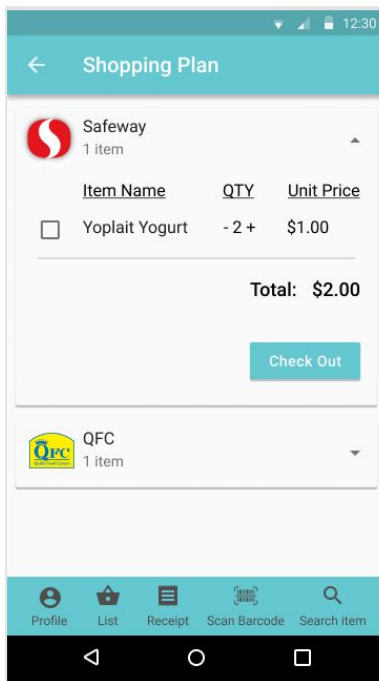 12:30
Shopping Plan
Safeway
1 item
Item Name QTY Unit Price
Yoplait Yogurt - 2 + $1.00
Total: $2.00
Check Out
QFC
QFC
1 item
Profile List Receipt Scan Barcode Search item